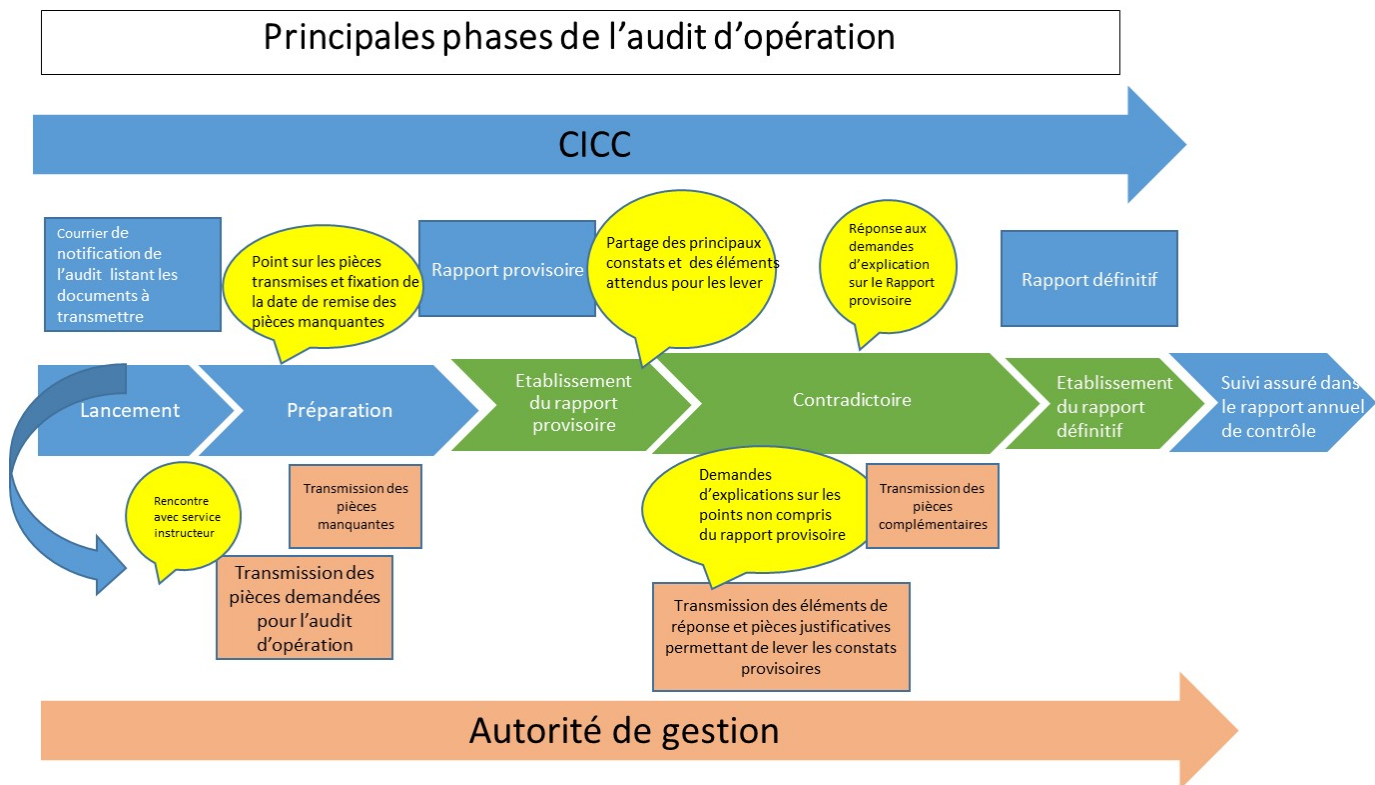 Principales phases de l’audit d’opération
CICC
Courrier de
notification de
l’audit listant les
documents à
transmettre
Point sur les pièces
transmises et fixation de
la date de remise des
pièces manquantes
Rapport provisoire
Partage des principaux
constats et des éléments
attendus pour les lever
Réponse aux
demandes
d’explication
sur le Rapport
provisoire
Rapport définitif
Lancement
Préparation
Etablissement
du rapport
provisoire
Contradictoire
Etablissement
du rapport
définitif
Suivi assuré dans
le rapport annuel
de contrôle
Rencontre
avec service
instructeur
Transmission des
pièces
manquantes
Transmission des
pièces demandées
pour l’audit
d’opération
Demandes
d’explications sur les
points non compris
du rapport provisoire
Transmission des
pièces
complémentaires
Transmission des éléments de
réponse et pièces justificatives
permettant de lever les constats
provisoires
Autorité de gestion